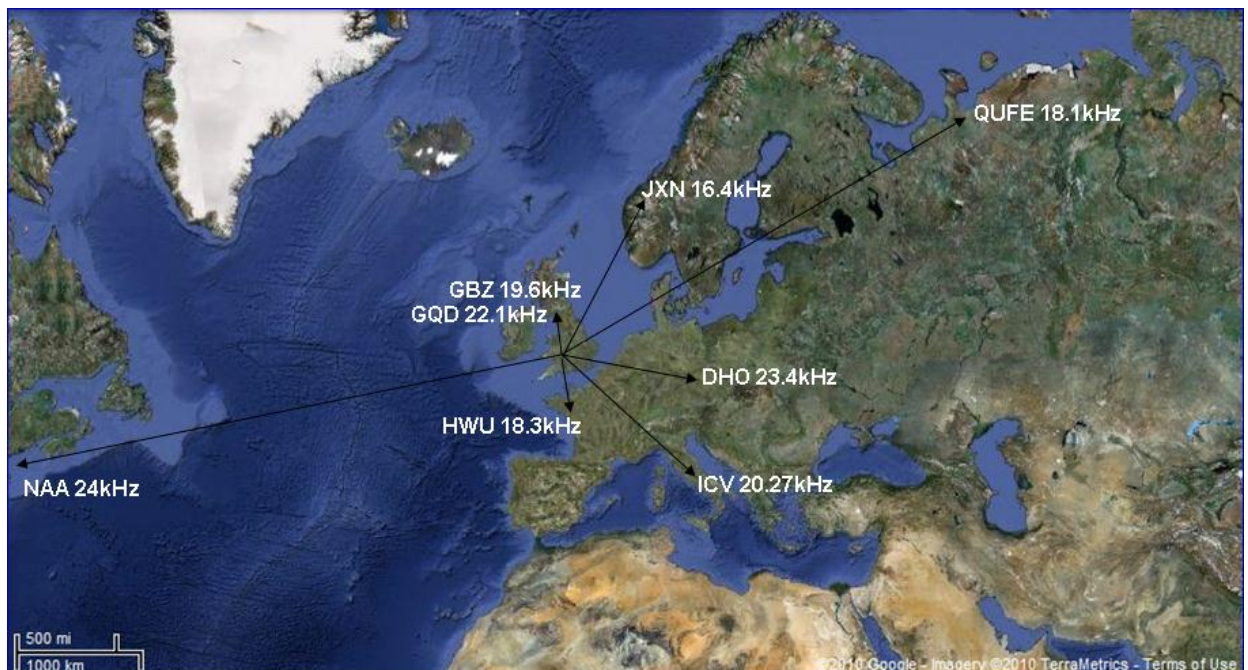 QUFE 18.1kHz
JXN 16.4kHz
GBZ 19.6kHz
GQD 22.1kHz
DHO 23.4kHz
HWU 18.3kHz
ICV 20.27kHz
NAA 24kHz
500 mi
1000 km
©2010 Google - Imagery ©2010 TerraMetrics - Terms of Use